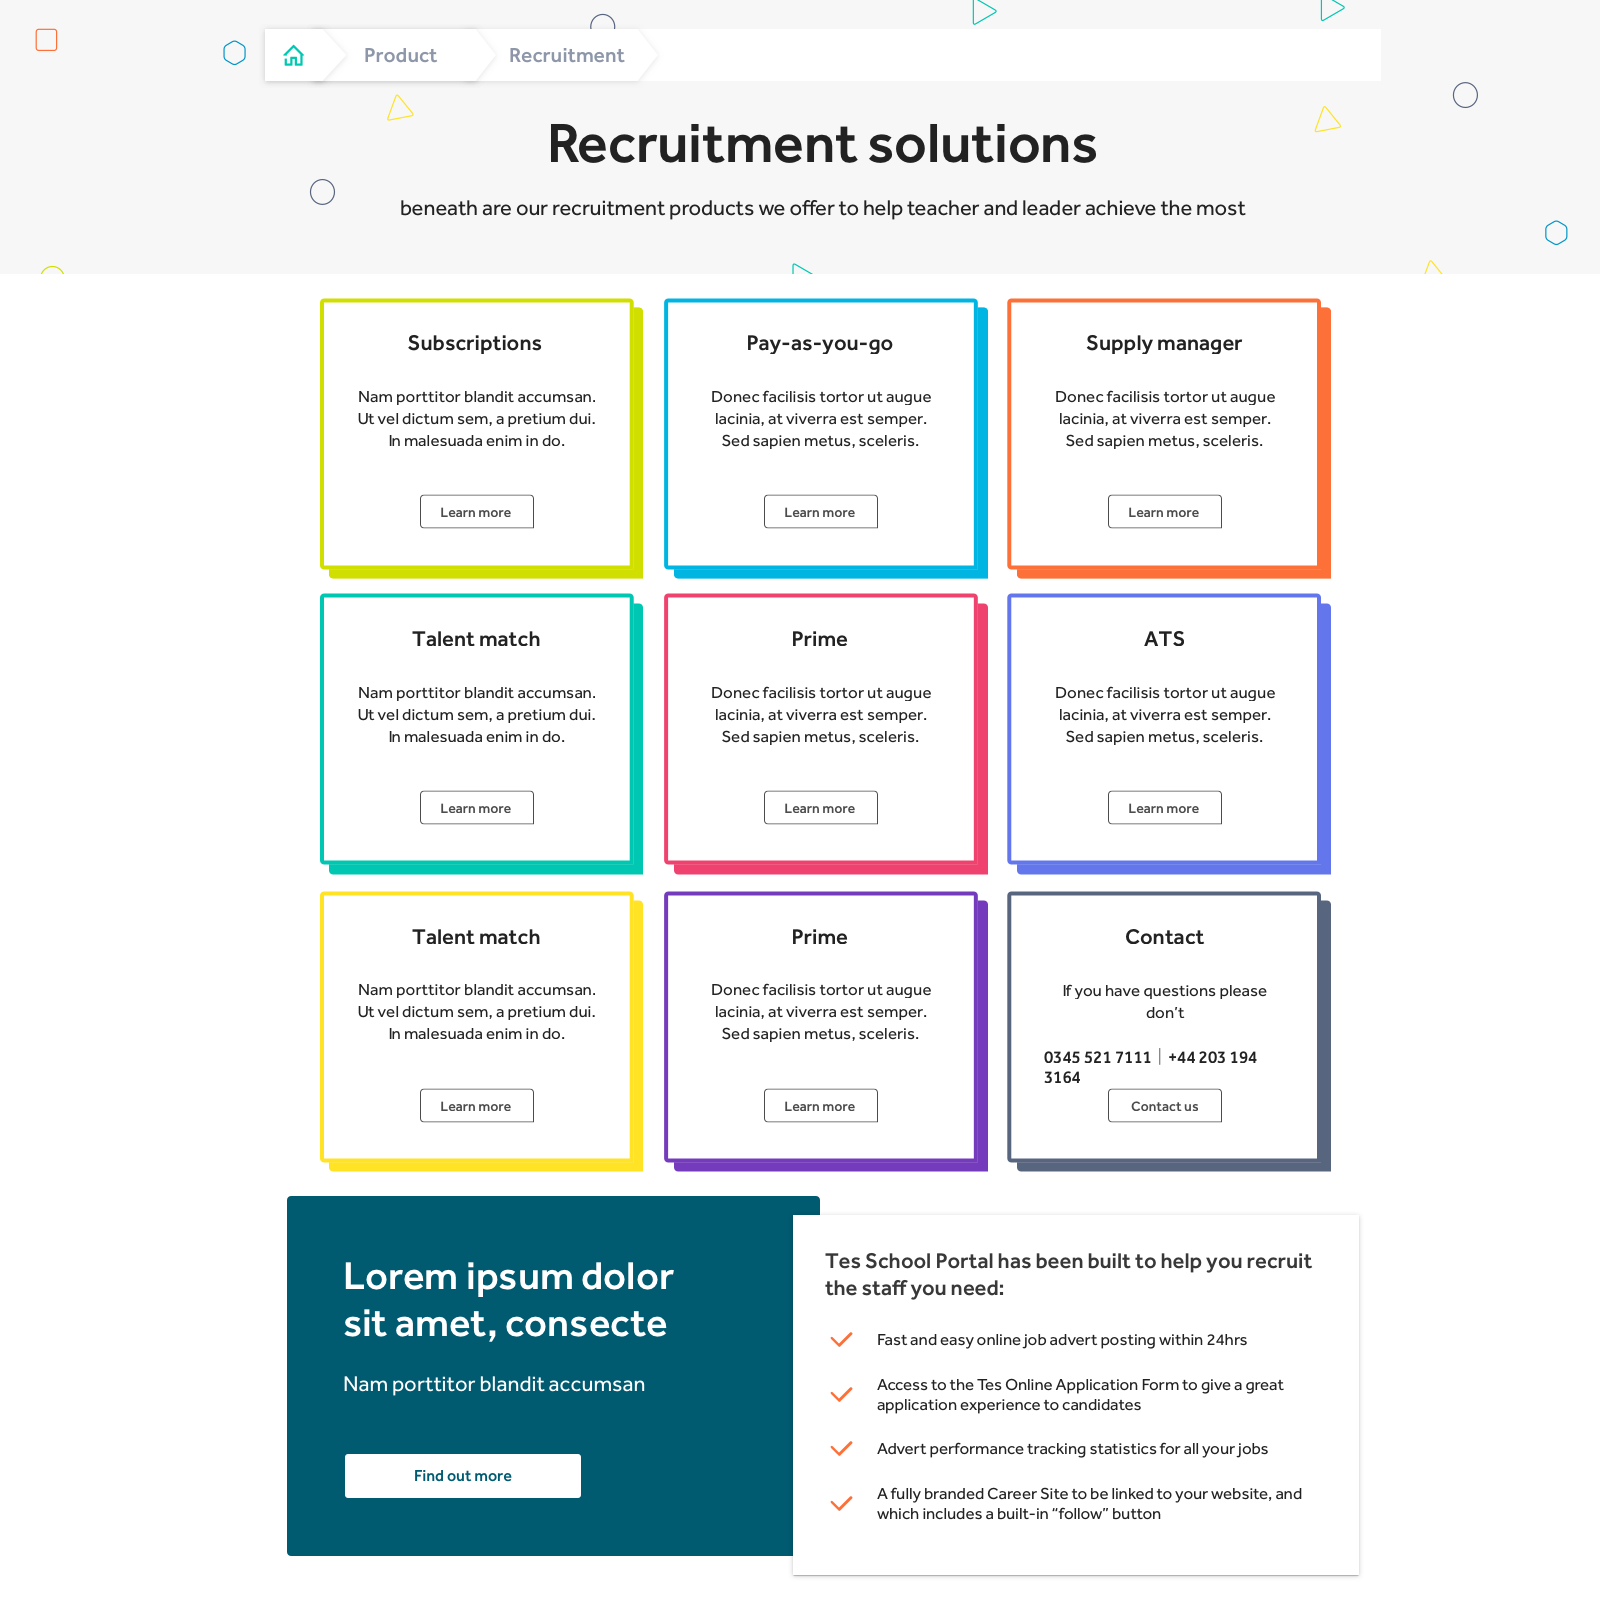 Product
Recruitment
Recruitment solutions
beneath are our recruitment products we offer to help teacher and leader achieve the most
Subscriptions
Nam porttitor blandit accumsan.
Ut vel dictum sem, a pretium dui.
In malesuada enim in do.
Learn more
Pay-as-you-go
Donec facilisis tortor ut augue
lacinia, at viverra est semper.
Sed sapien metus, sceleris.
Learn more
Supply manager
Donec facilisis tortor ut augue
lacinia, at viverra est semper.
Sed sapien metus, sceleris.
Learn more
Talent match
Nam porttitor blandit accumsan.
Ut vel dictum sem, a pretium dui.
In malesuada enim in do.
Learn more
Prime
Donec facilisis tortor ut augue
lacinia, at viverra est semper.
Sed sapien metus, sceleris.
Learn more
ATS
Donec facilisis tortor ut augue
lacinia, at viverra est semper.
Sed sapien metus, sceleris.
Learn more
Talent match
Nam porttitor blandit accumsan.
Ut vel dictum sem, a pretium dui.
In malesuada enim in do.
Learn more
Prime
Donec facilisis tortor ut augue
lacinia, at viverra est semper.
Sed sapien metus, sceleris.
Learn more
Contact
If you have questions please
don’t
0345 521 7111 | +44 203 194
3164
Contact us
Lorem ipsum dolor
sit amet, consecte
Nam porttitor blandit accumsan
Find out more
Tes School Portal has been built to help you recruit
the staff you need:
Fast and easy online job advert posting within 24hrs
Access to the Tes Online Application Form to give a great
application experience to candidates
Advert performance tracking statistics for all your jobs
A fully branded Career Site to be linked to your website, and
which includes a built-in “follow” button